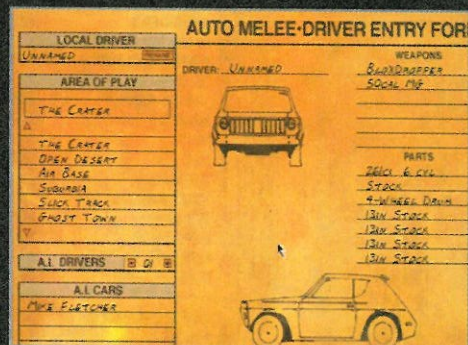 LOCAL DRIVER
UNNAMED
AREA OF PLAY
THE CRATER
THE CRATER
OPEN DESERT
AIR BASE
SUBURBIA
SLICK TRACK
GHOST TOWN
A.I. DRIVERS 01
A.I. CARS
MIKE FLETCHER
AUTO MELEE·DRIVER ENTRY FOR
DRIVER: UNNAMED
WEAPONS
BLOXDROPPER
50CAL MG
PARTS
261CI 6 CYL
STOCK
4-WHEEL DRUM
13IN STOCK
13IN STOCK
13IN STOCK
13IN STOCK